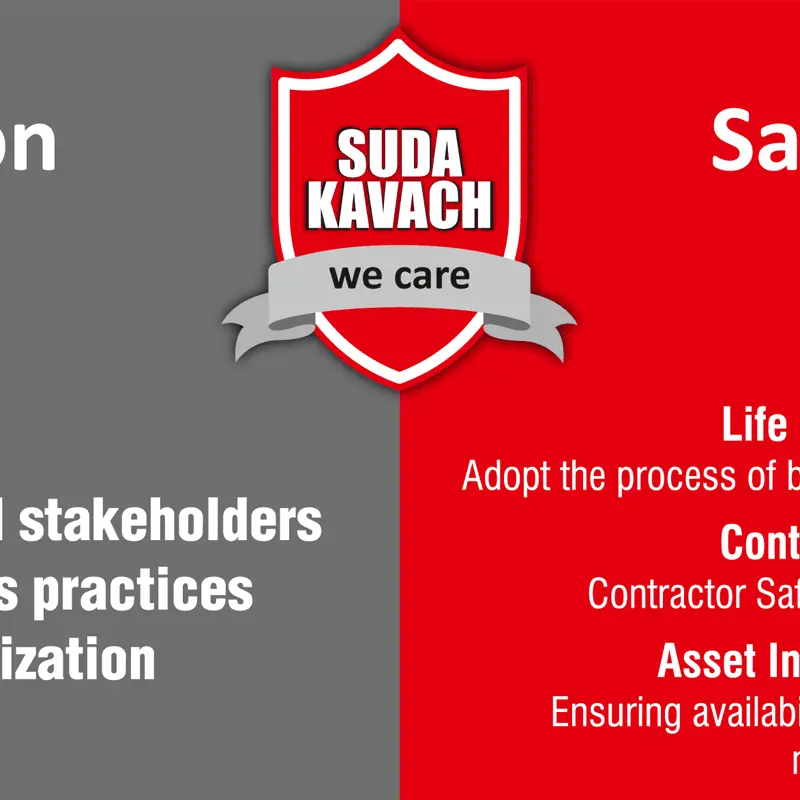 on
SUDA
KAVACH
we care
Sa
l stakeholders
s practices
ization
Life
Adopt the process of b
Cont
Contractor Saf
Asset In
Ensuring availabi